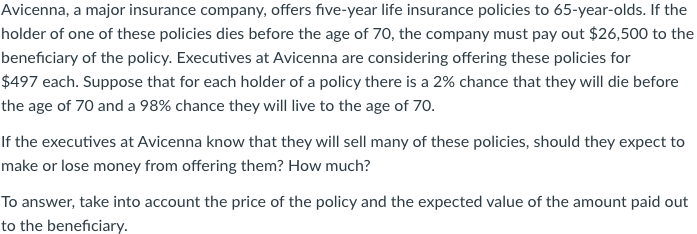 Avicenna, a major insurance company, offers five-year life insurance policies to 65-year-olds. If the
holder of one of these policies dies before the age of 70, the company must pay out $26,500 to the
beneficiary of the policy. Executives at Avicenna are considering offering these policies for
$497 each. Suppose that for each holder of a policy there is a 2% chance that they will die before
the age of 70 and a 98% chance they will live to the age of 70.
If the executives at Avicenna know that they will sell many of these policies, should they expect to
make or lose money from offering them? How much?
To answer, take into account the price of the policy and the expected value of the amount paid out
to the beneficiary.